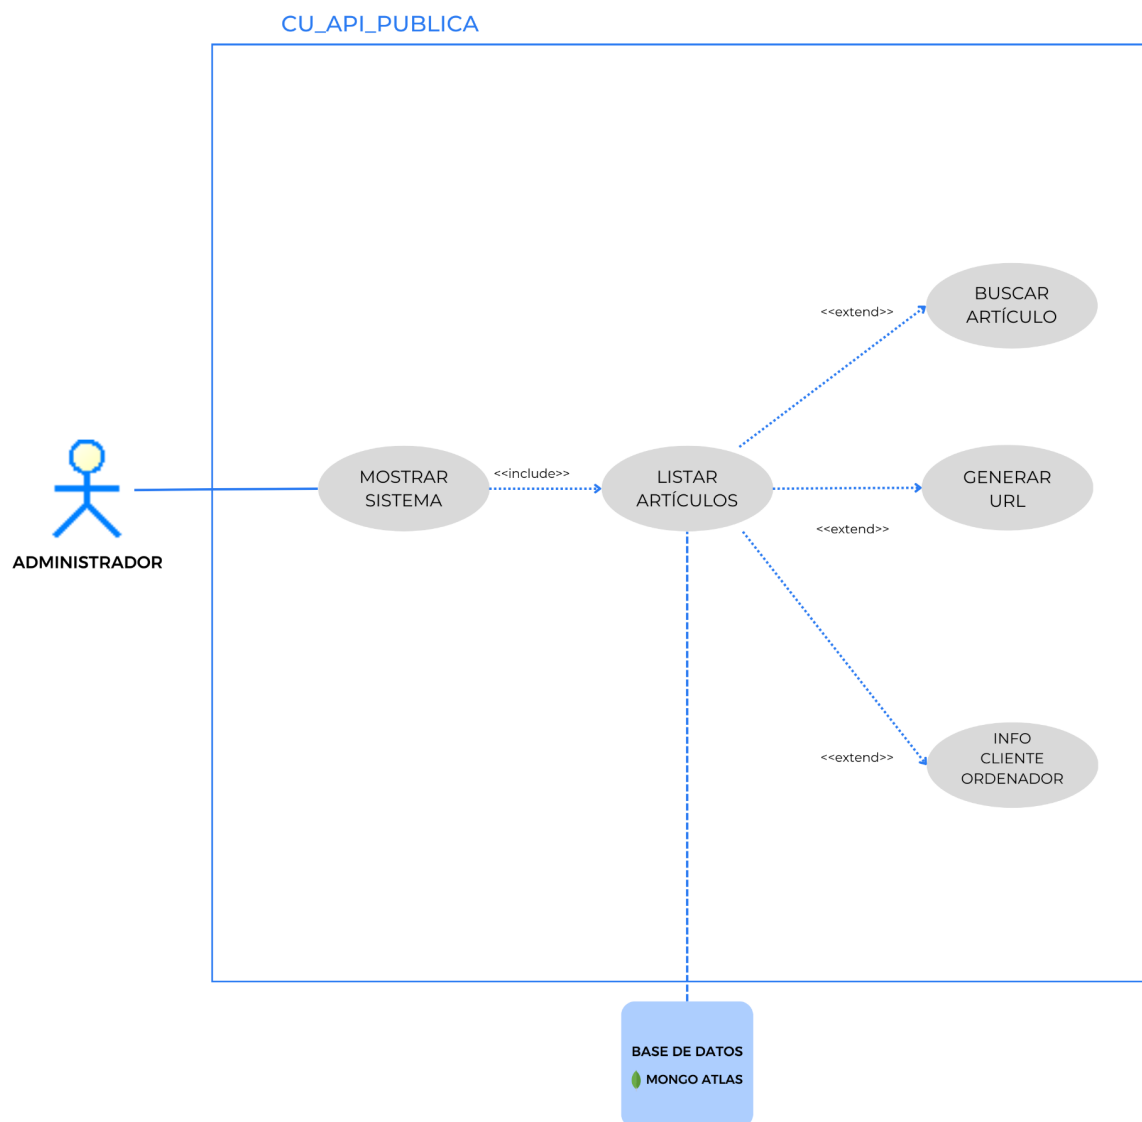 CU_API_PUBLICA
BUSCAR
ARTÍCULO
<<extend>>
MOSTRAR
SISTEMA
<<include>>
LISTAR
ARTÍCULOS
GENERAR
URL
<<extend>>
ADMINISTRADOR
INFO
CLIENTE
ORDENADOR
<<extend>>
BASE DE DATOS
MONGO ATLAS